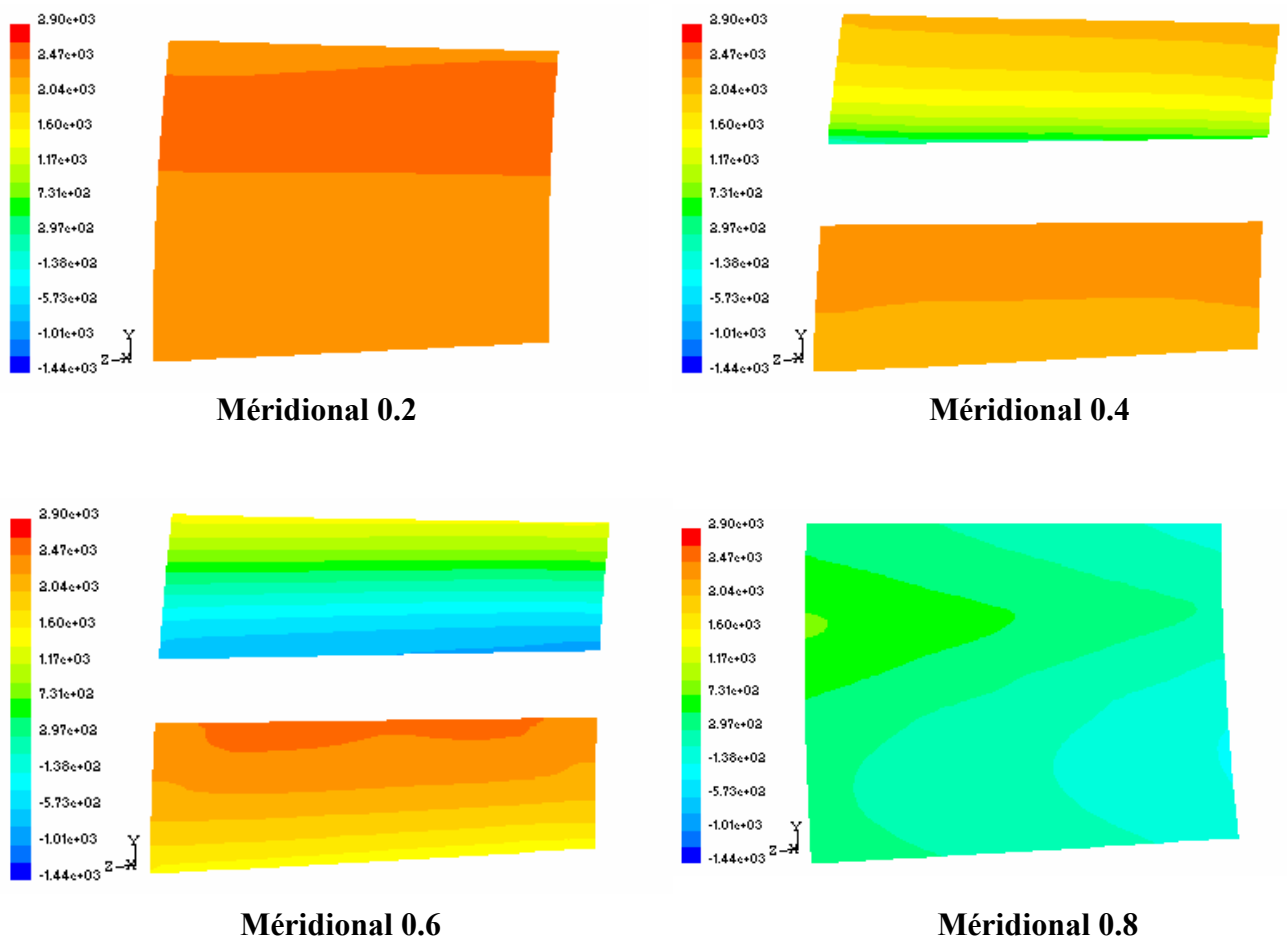 2.90e+03
2.47e+03
2.04e+03
1.60e+03
1.17e+03
7.31e+02
2.97e+02
-1.38e+02
-5.73e+02
-1.01e+03
-1.44e+03
Y
Z X
Méridional 0.2
2.90e+03
2.47e+03
2.04e+03
1.60e+03
1.17e+03
7.31e+02
2.97e+02
-1.38e+02
-5.73e+02
-1.01e+03
-1.44e+03
Y
Z X
Méridional 0.4
2.90e+03
2.47e+03
2.04e+03
1.60e+03
1.17e+03
7.31e+02
2.97e+02
-1.38e+02
-5.73e+02
-1.01e+03
-1.44e+03
Y
Z X
Méridional 0.6
2.90e+03
2.47e+03
2.04e+03
1.60e+03
1.17e+03
7.31e+02
2.97e+02
-1.38e+02
-5.73e+02
-1.01e+03
-1.44e+03
Y
Z X
Méridional 0.8